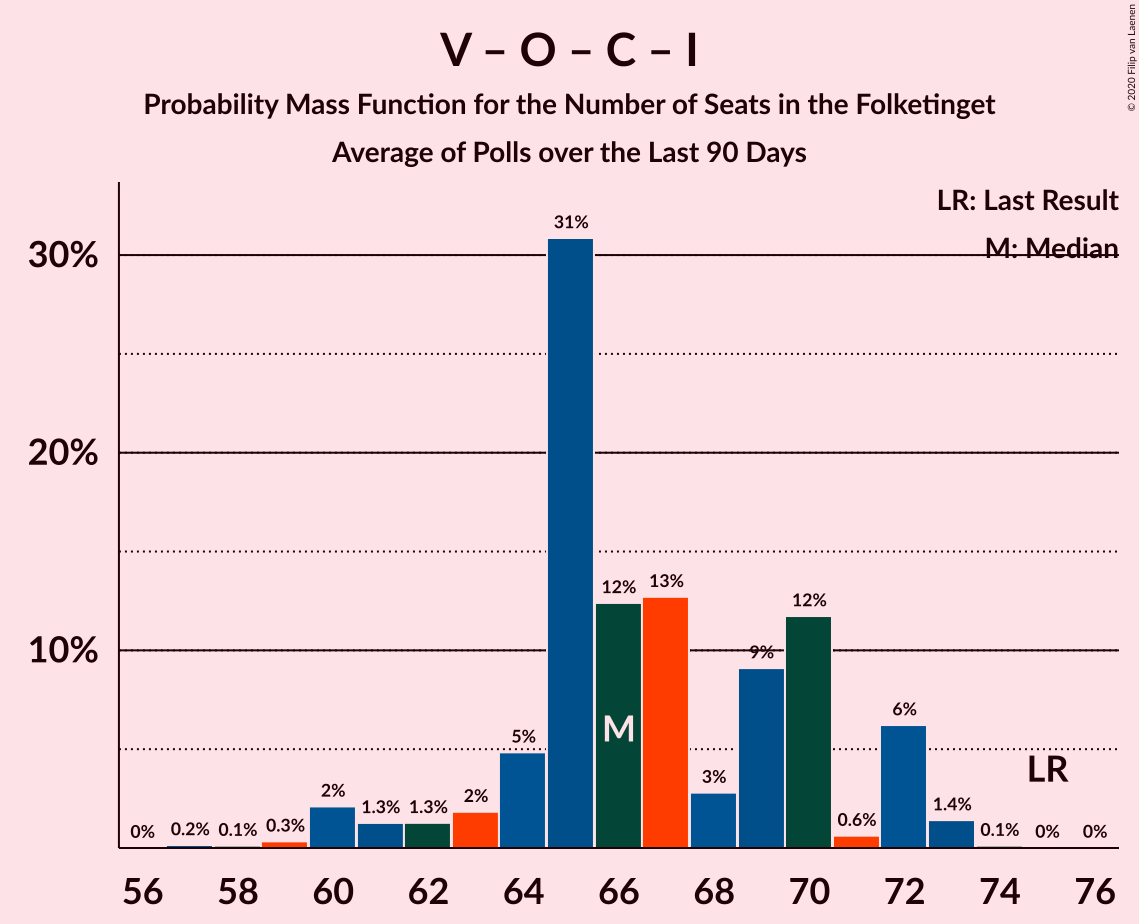 V – O – C – I
Probability Mass Function for the Number of Seats in the Folketinget
Average of Polls over the Last 90 Days
© 2020 Filip van Laenen
LR: Last Result
M: Median
30%
20%
10%
0%
0.2%
0.1%
0.3%
2%
1.3%
1.3%
2%
5%
31%
12%
13%
3%
9%
12%
0.6%
6%
1.4%
0.1%
0%
0%
M
LR
56 58 60 62 64 66 68 70 72 74 76